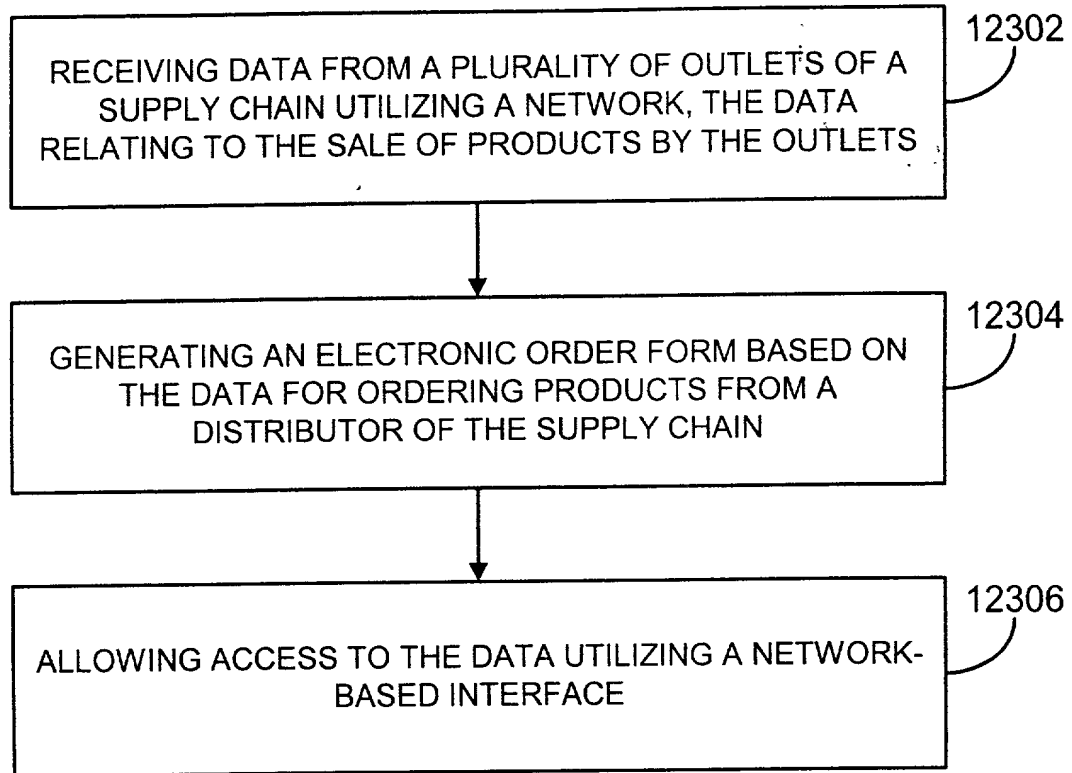 12302
RECEIVING DATA FROM A PLURALITY OF OUTLETS OF A
SUPPLY CHAIN UTILIZING A NETWORK, THE DATA
RELATING TO THE SALE OF PRODUCTS BY THE OUTLETS
12304
GENERATING AN ELECTRONIC ORDER FORM BASED ON
THE DATA FOR ORDERING PRODUCTS FROM A
DISTRIBUTOR OF THE SUPPLY CHAIN
12306
ALLOWING ACCESS TO THE DATA UTILIZING A NETWORK-
BASED INTERFACE